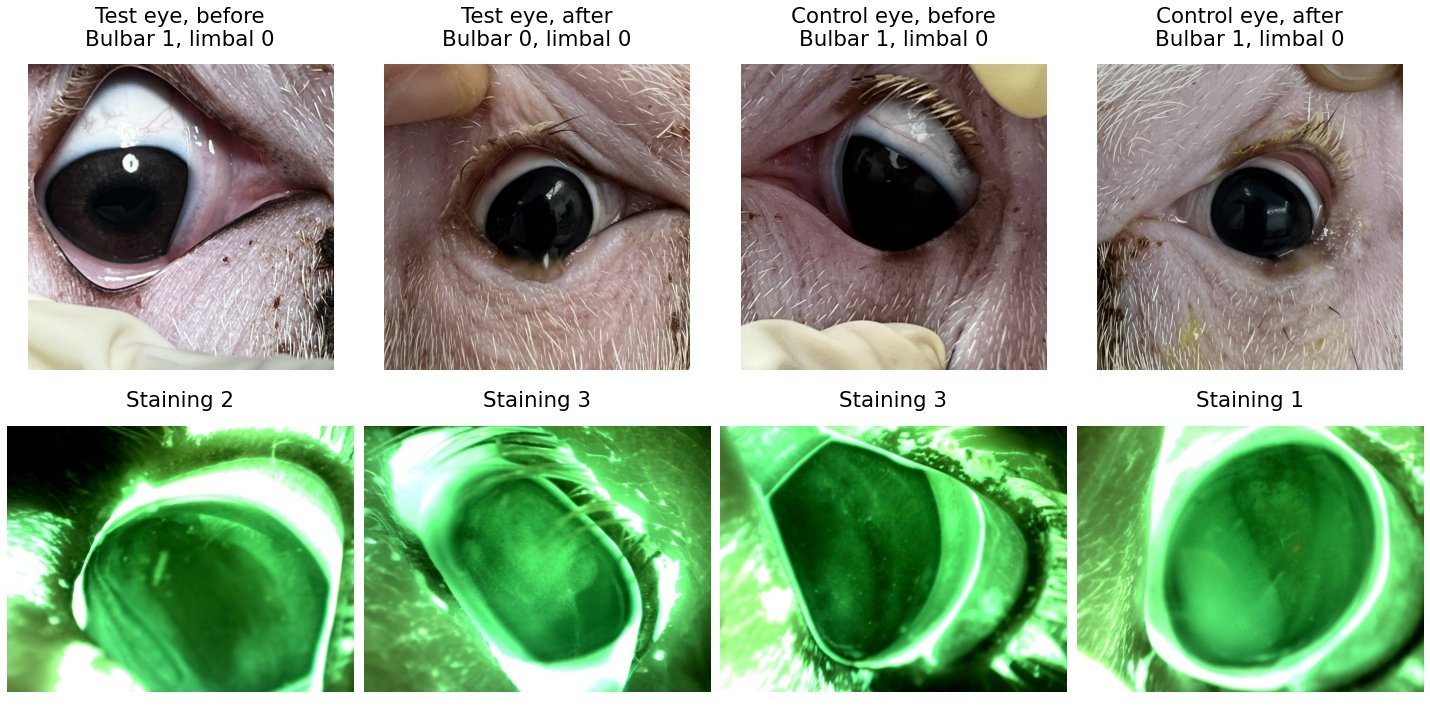 Test eye, before
Bulbar 1, limbal 0
Test eye, after
Bulbar 0, limbal 0
Control eye, before
Bulbar 1, limbal 0
Control eye, after
Bulbar 1, limbal 0
Staining 2
Staining 3
Staining 3
Staining 1